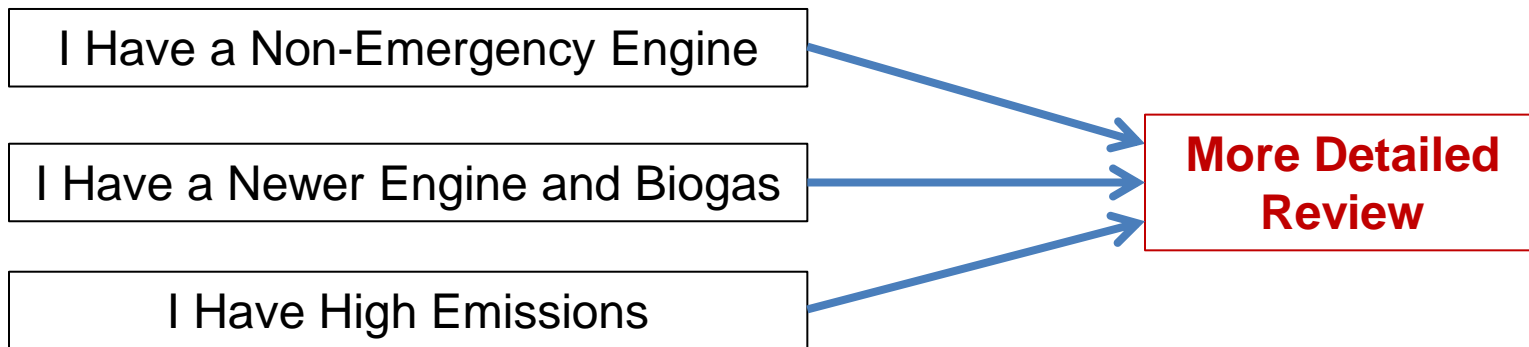 I Have a Non-Emergency Engine
I Have a Newer Engine and Biogas
I Have High Emissions
More Detailed
Review